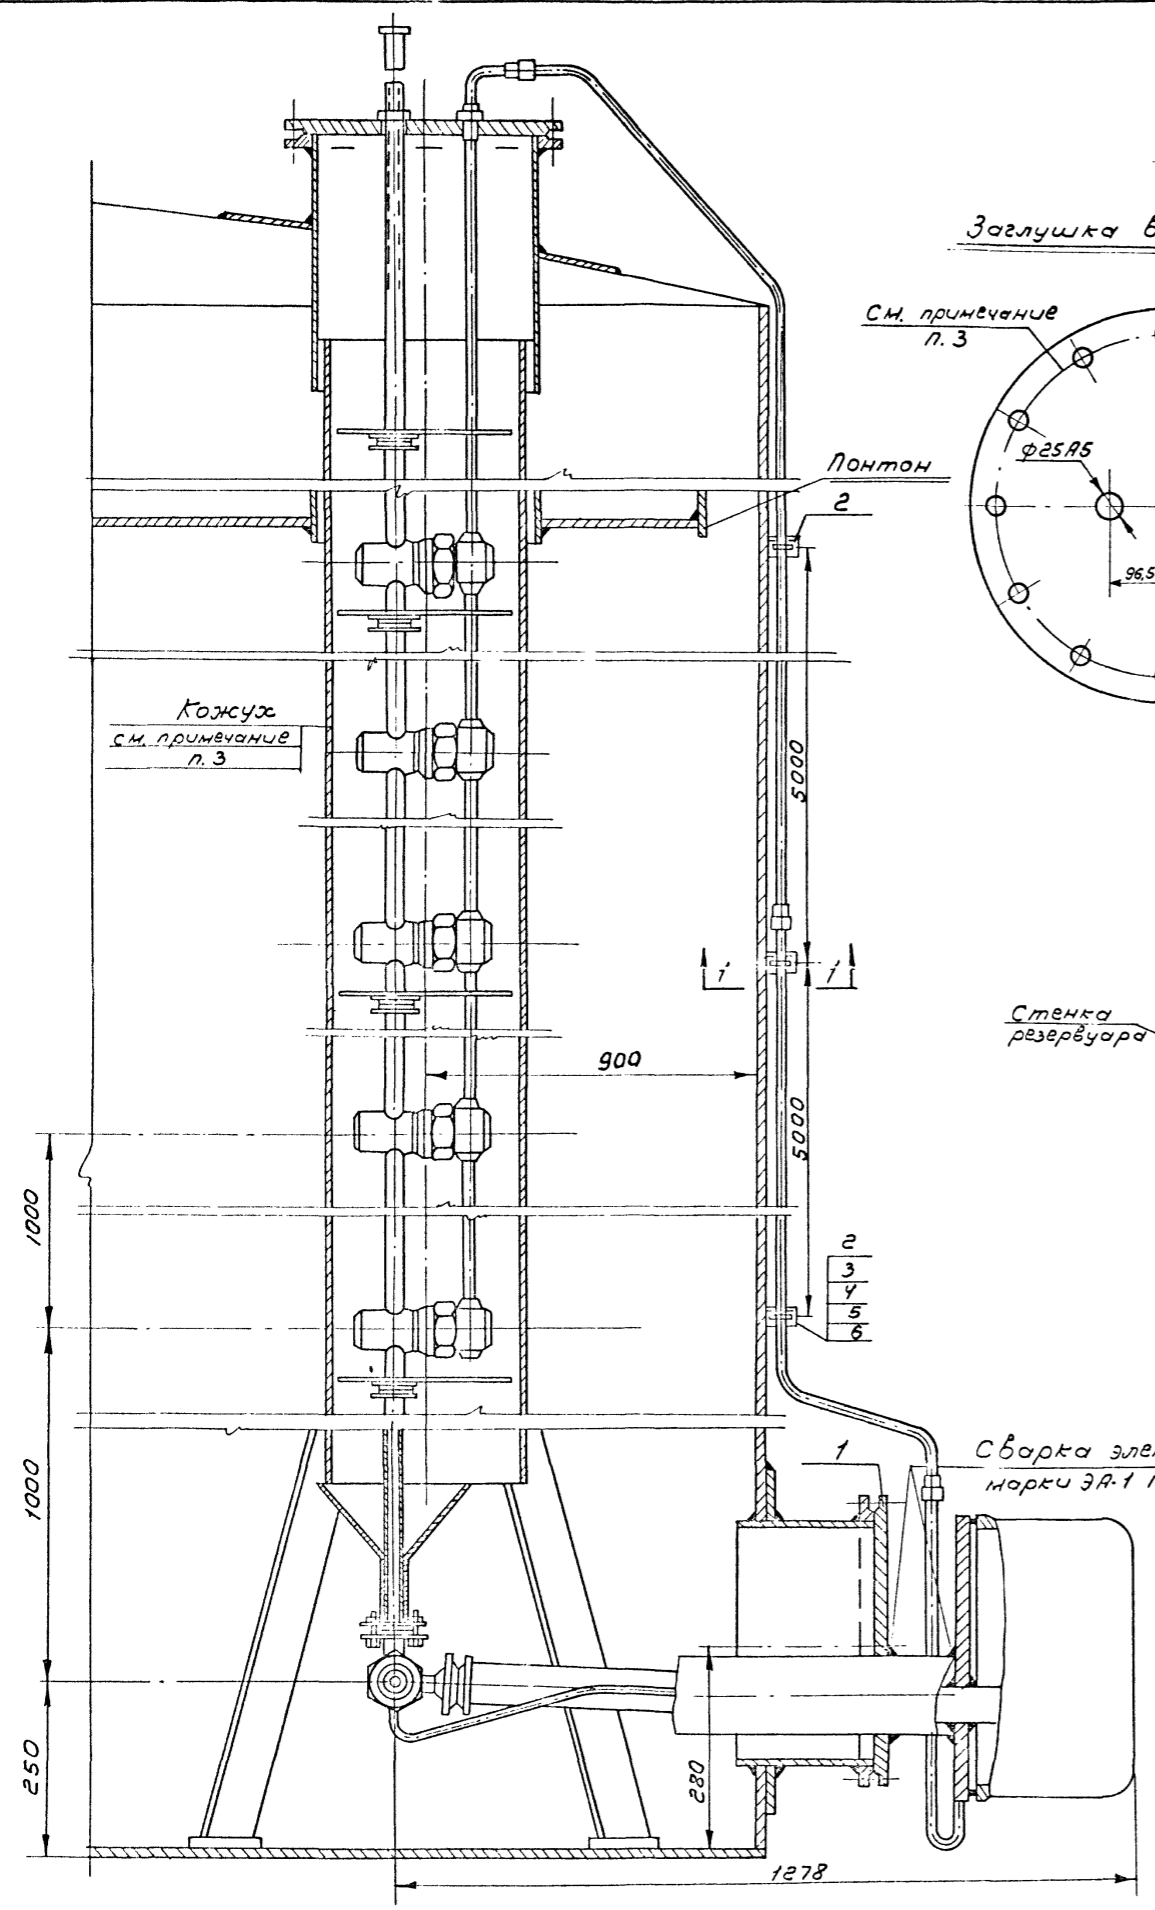 Заглушка в
См. примечание
п. 3
ф25А5
96,5
Понтон
2
Кожух
см. примечание
п. 3
5000
1 1
Стенка
резервуара
900
5000
1000
2
3
4
5
6
1000
1
Сварка элек
марки ЭА-1
250
280
1278